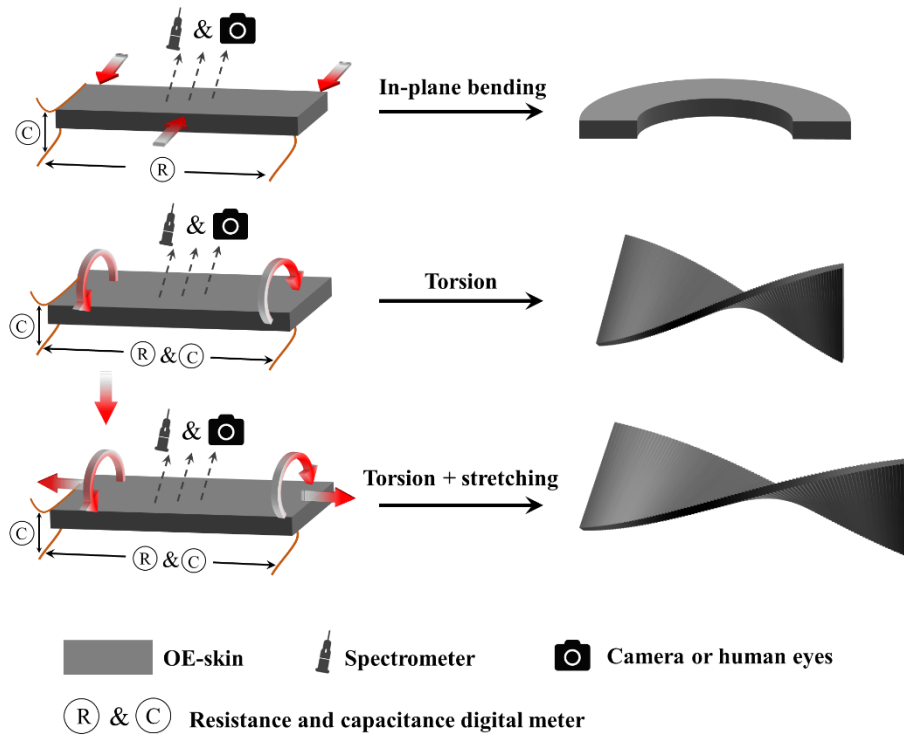 &
In-plane bending
C
R
&
Torsion
C
R & C
&
Torsion + stretching
C
R & C
OE-skin
Spectrometer
Camera or human eyes
R & C Resistance and capacitance digital meter